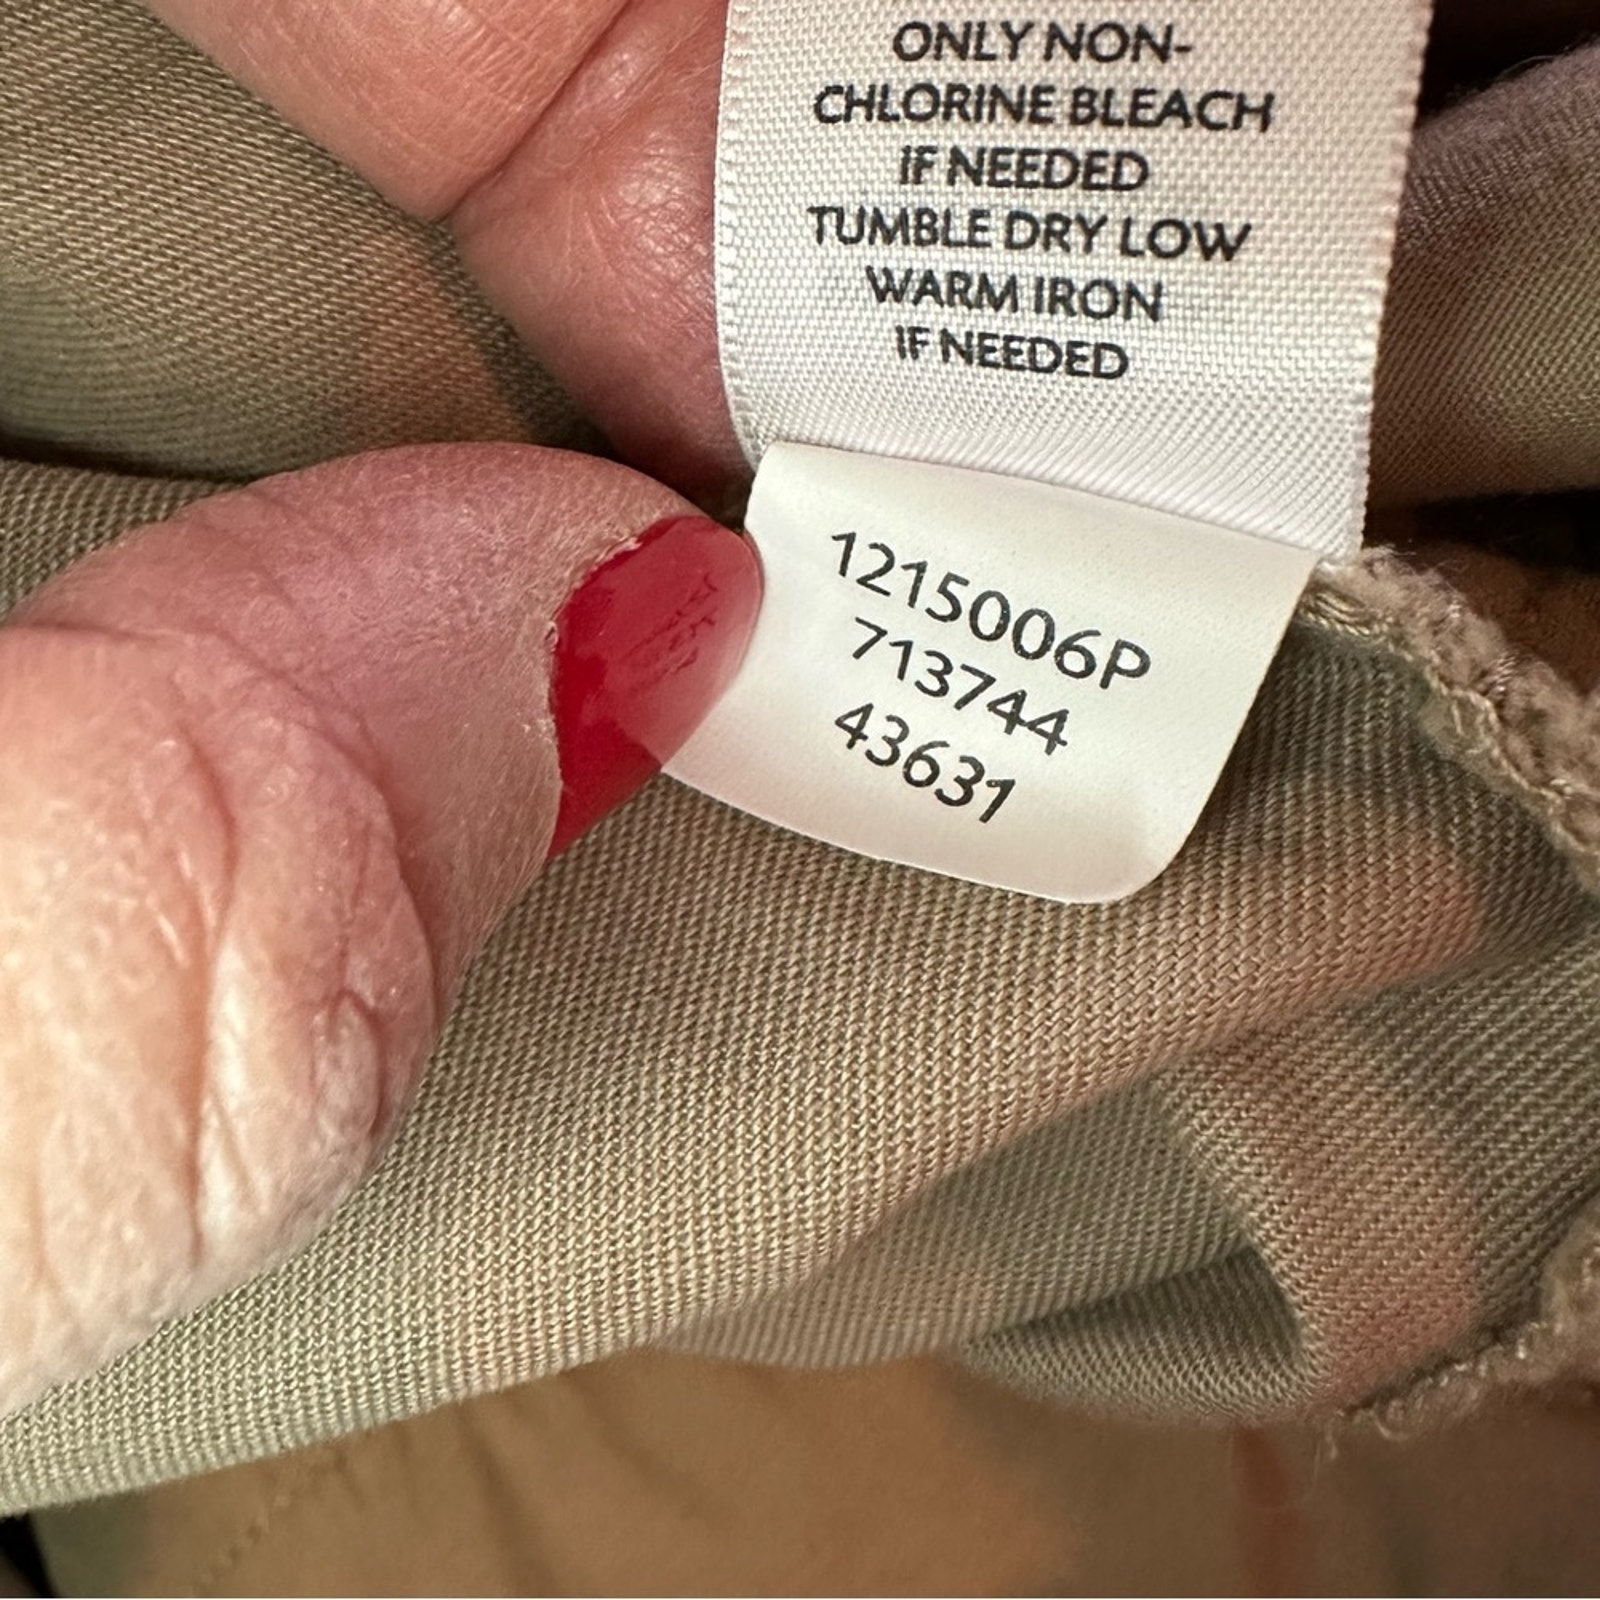 ONLY NON-
CHLORINE BLEACH
IF NEEDED
TUMBLE DRY LOW
WARM IRON
IF NEEDED
1215006P
713744
43631